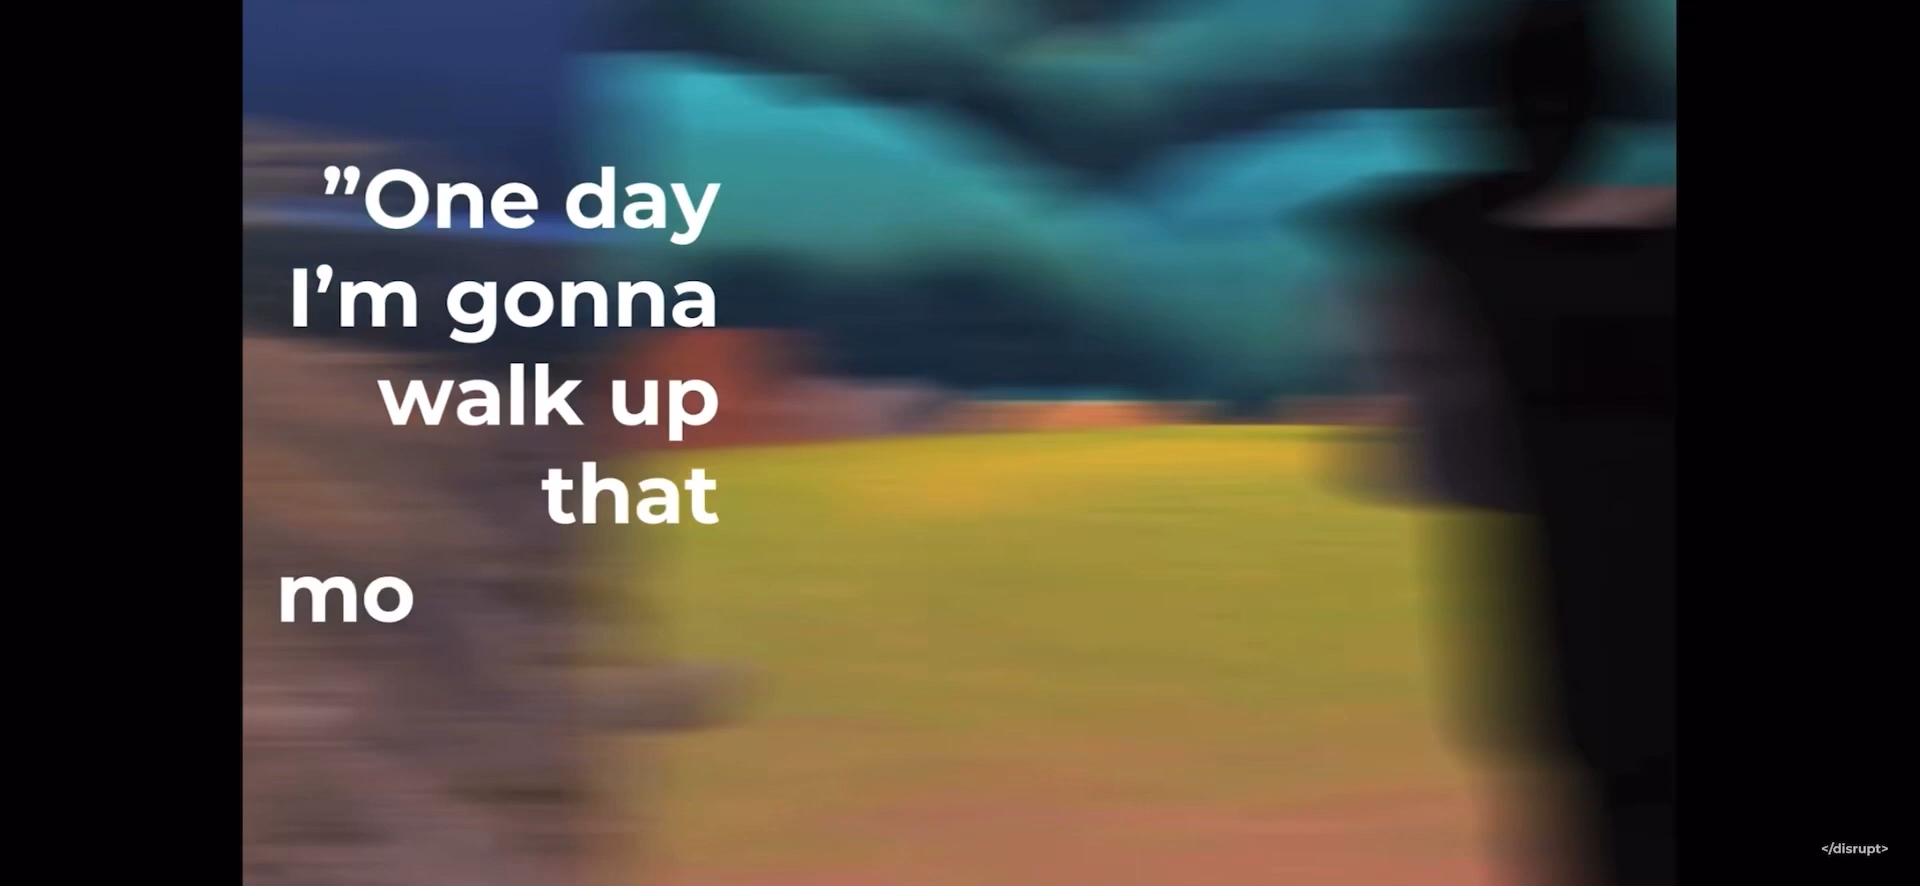 ”One day
I’m gonna
walk up
that
mo
</disrupt>